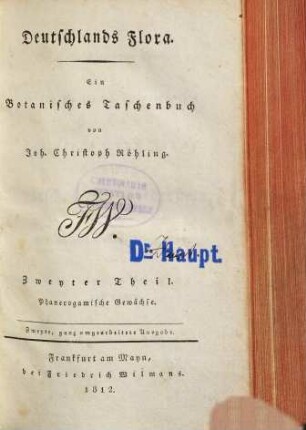 Deutschlands Flora.
Ein
Botanisches Taschenbuch
von
Joh. Christoph Röhling.
FW.
Dr. Haupt.
Zweyter Theil.
Phanerogamische Gewächse.
Zweyte, ganz umgearbeitete Ausgabe.
Frankfurt am Mayn,
bei Friedrich Wilmans.
1812.